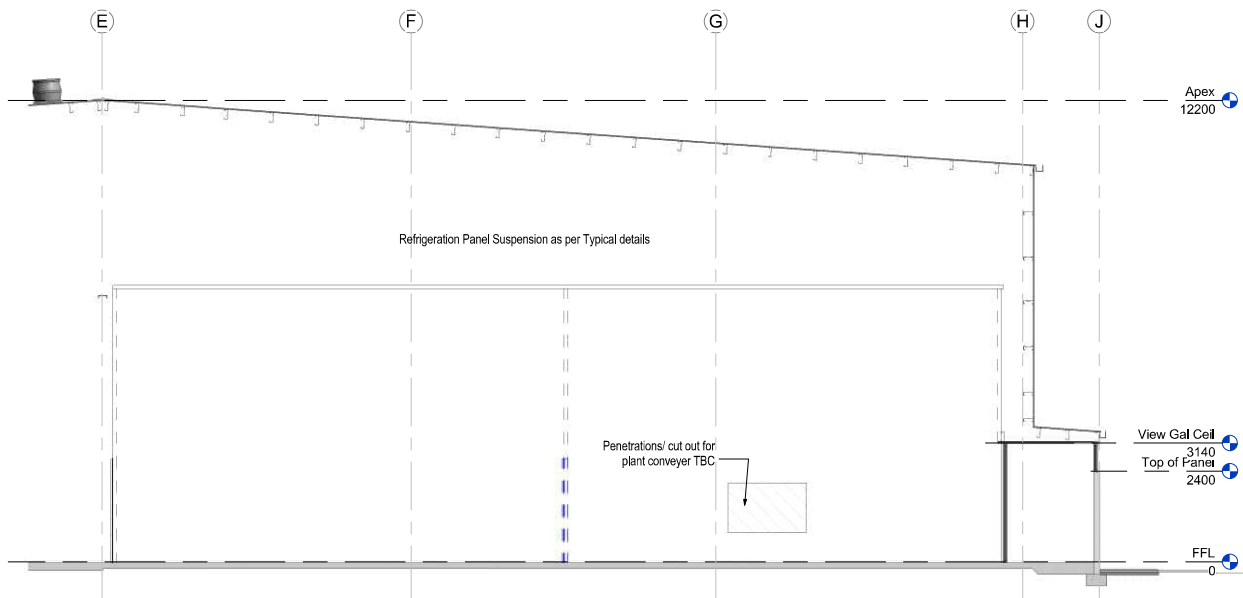 E
F
G
H
J
Apex
12200
Refrigeration Panel Suspension as per Typical details
Penetrations/ cut out for
plant conveyer TBC
View Gal Ceil
3140
Top of Panel
2400
FFL
0